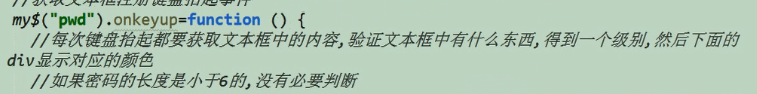 //获取文本框注册键盘抬起事件
my$("pwd").onkeyup=function () {
//每次键盘抬起都要获取文本框中的内容,验证文本框中有什么东西,得到一个级别,然后下面的
div显示对应的颜色
//如果密码的长度是小于6的,没有必要判断